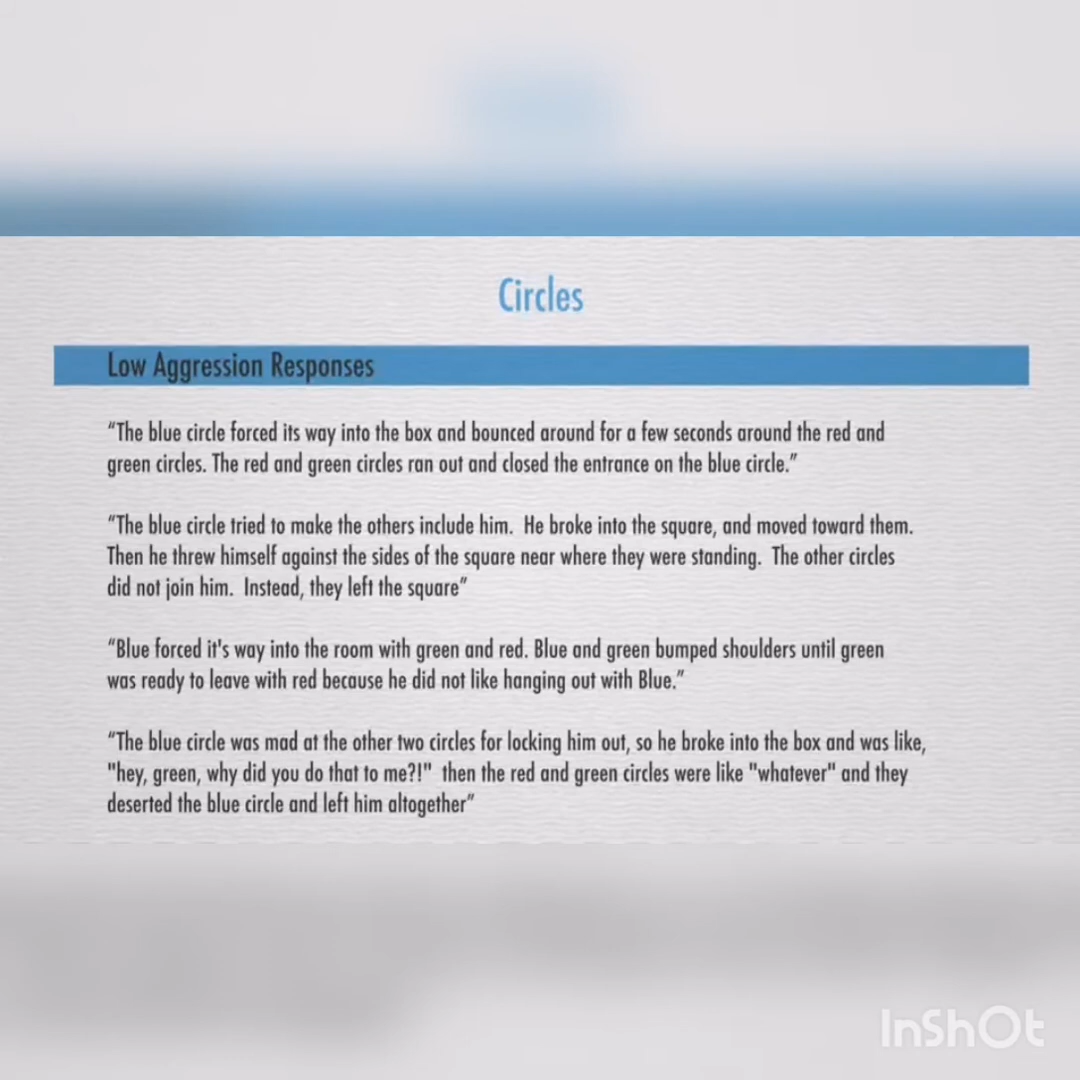 Circles
Low Aggression Responses
“The blue circle forced its way into the box and bounced around for a few seconds around the red and
green circles. The red and green circles ran out and closed the entrance on the blue circle.”
“The blue circle tried to make the others include him.  He broke into the square, and moved toward them.
Then he threw himself against the sides of the square near where they were standing.  The other circles
did not join him.  Instead, they left the square”
“Blue forced it's way into the room with green and red. Blue and green bumped shoulders until green
was ready to leave with red because he did not like hanging out with Blue.”
“The blue circle was mad at the other two circles for locking him out, so he broke into the box and was like,
"hey, green, why did you do that to me?!"  then the red and green circles were like "whatever" and they
deserted the blue circle and left him altogether”
InShOt